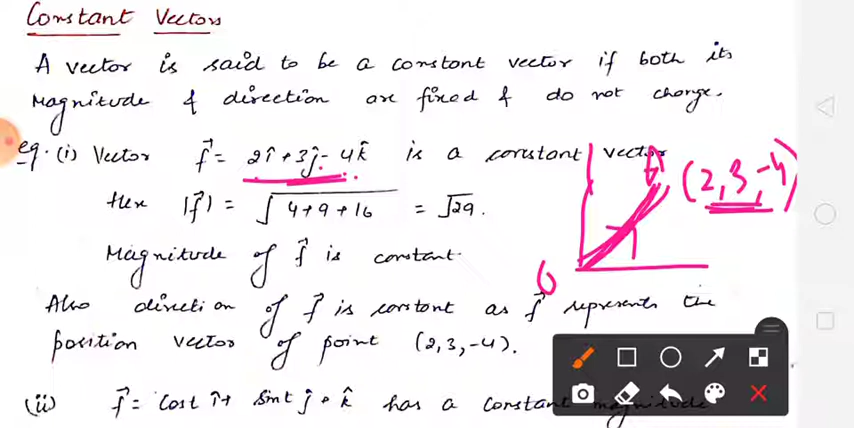 Constant Vectors
A vector is said to be a constant vector if both its
magnitude & direction are fixed & do not change.
eg. (i) Vector f⃗ = 2î + 3ĵ - 4k̂ is a constant vector
Here |f⃗| = √4+9+16 = √29.
Magnitude of f⃗ is constant.
(2, 3, -4)
O
Also direction of f⃗ is constant as f⃗ represents the
position vector of point (2, 3, -4).
(ii) f⃗ = cost î + sint ĵ + k̂ has a constant magnitude